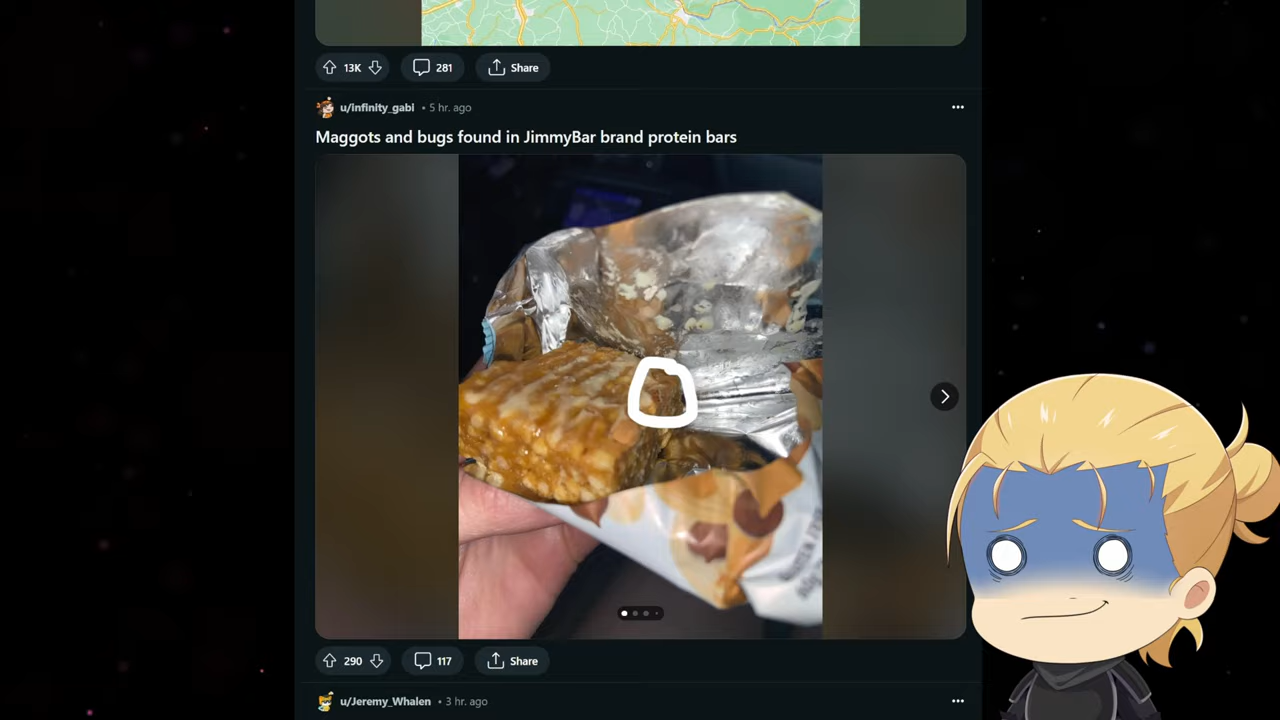 13K
281
Share
u/infinity_gabi • 5 hr. ago
Maggots and bugs found in JimmyBar brand protein bars
290
117
Share
u/Jeremy_Whalen • 3 hr. ago